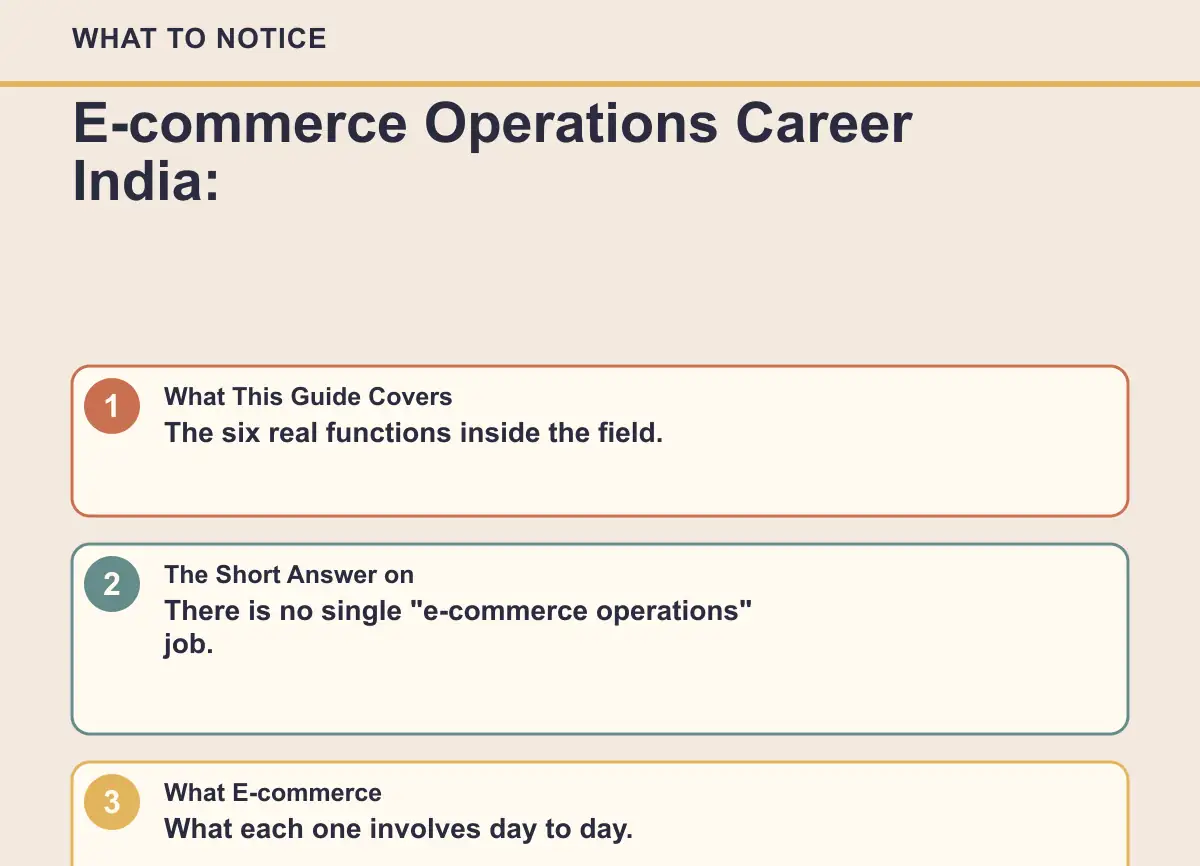 WHAT TO NOTICE
E-commerce Operations Career
India:
1
What This Guide Covers
The six real functions inside the field.
2
The Short Answer on
There is no single "e-commerce operations"
job.
3
What E-commerce
What each one involves day to day.